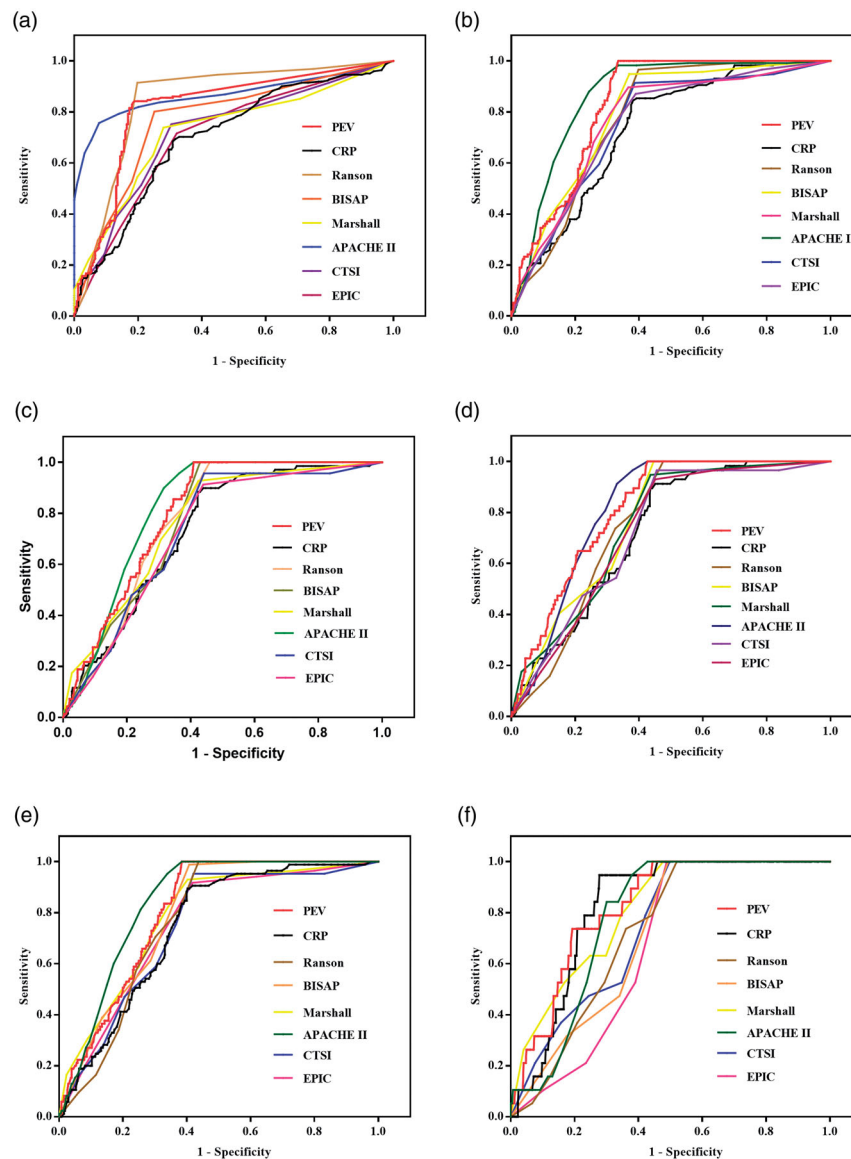 (a)
1.0
0.8
0.6
0.4
0.2
0.0
Sensitivity
PEV
CRP
Ranson
BISAP
Marshall
APACHE II
CTSI
EPIC
0.0 0.2 0.4 0.6 0.8 1.0
1 - Specificity
(b)
1.0
0.8
0.6
0.4
0.2
0.0
Sensitivity
PEV
CRP
Ranson
BISAP
Marshall
APACHE I
CTSI
EPIC
0.0 0.2 0.4 0.6 0.8 1.0
1 - Specificity
(c)
1.0
0.8
0.6
0.4
0.2
0.0
Sensitivity
PEV
CRP
Ranson
BISAP
Marshall
APACHE II
CTSI
EPIC
0.0 0.2 0.4 0.6 0.8 1.0
1 - Specificity
(d)
1.0
0.8
0.6
0.4
0.2
0.0
Sensitivity
PEV
CRP
Ranson
BISAP
Marshall
APACHE II
CTSI
EPIC
0.0 0.2 0.4 0.6 0.8 1.0
1 - Specificity
(e)
1.0
0.8
0.6
0.4
0.2
0.0
Sensitivity
PEV
CRP
Ranson
BISAP
Marshall
APACHE II
CTSI
EPIC
0.0 0.2 0.4 0.6 0.8 1.0
1 - Specificity
(f)
1.0
0.8
0.6
0.4
0.2
0.0
Sensitivity
PEV
CRP
Ranson
BISAP
Marshall
APACHE II
CTSI
EPIC
0.0 0.2 0.4 0.6 0.8 1.0
1 - Specificity